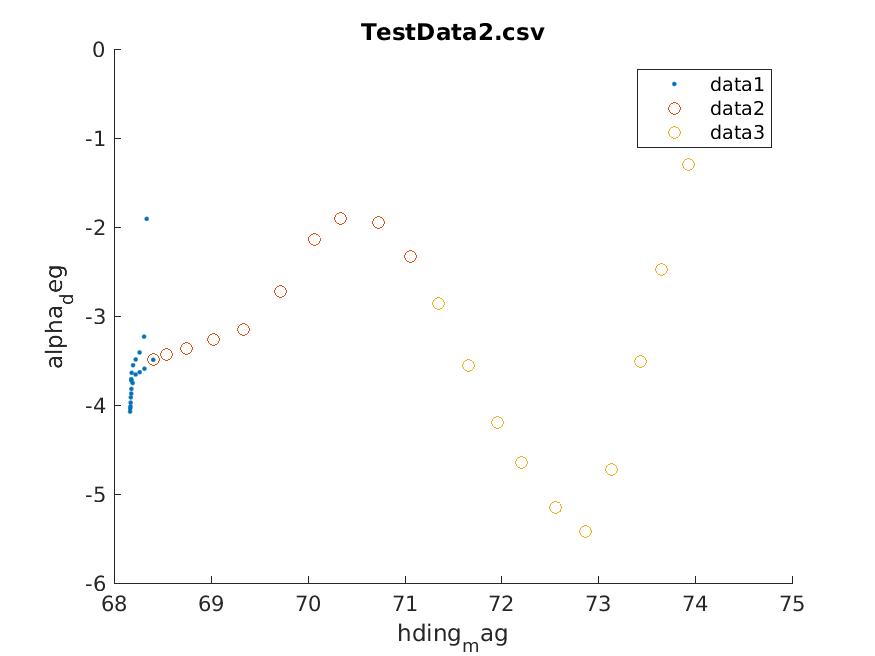 TestData2.csv
data1
data2
data3
0
-1
-2
-3
-4
-5
-6
alpha_deg
68 69 70 71 72 73 74 75
hding_mag